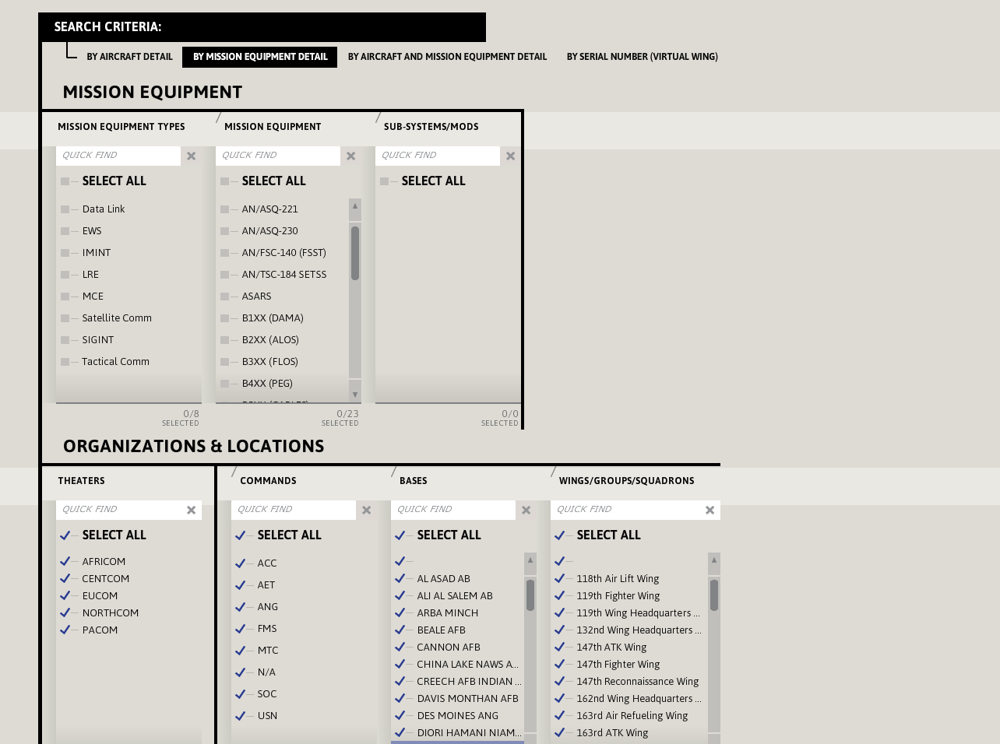 SEARCH CRITERIA:
BY AIRCRAFT DETAIL BY MISSION EQUIPMENT DETAIL BY AIRCRAFT AND MISSION EQUIPMENT DETAIL BY SERIAL NUMBER (VIRTUAL WING)
MISSION EQUIPMENT
MISSION EQUIPMENT TYPES
QUICK FIND
SELECT ALL
Data Link
EWS
IMINT
LRE
MCE
Satellite Comm
SIGINT
Tactical Comm
0/8
SELECTED
MISSION EQUIPMENT
QUICK FIND
SELECT ALL
AN/ASQ-221
AN/ASQ-230
AN/FSC-140 (FSST)
AN/TSC-184 SETSS
ASARS
B1XX (DAMA)
B2XX (ALOS)
B3XX (FLOS)
B4XX (PEG)
0/23
SELECTED
SUB-SYSTEMS/MODS
QUICK FIND
SELECT ALL
0/0
SELECTED
ORGANIZATIONS & LOCATIONS
THEATERS
QUICK FIND
SELECT ALL
AFRICOM
CENTCOM
EUCOM
NORTHCOM
PACOM
COMMANDS
QUICK FIND
SELECT ALL
ACC
AET
ANG
FMS
MTC
N/A
SOC
USN
BASES
QUICK FIND
SELECT ALL
AL ASAD AB
ALI AL SALEM AB
ARBA MINCH
BEALE AFB
CANNON AFB
CHINA LAKE NAWS A...
CREECH AFB INDIAN ...
DAVIS MONTHAN AFB
DES MOINES ANG
DIORI HAMANI NIAM...
WINGS/GROUPS/SQUADRONS
QUICK FIND
SELECT ALL
118th Air Lift Wing
119th Fighter Wing
119th Wing Headquarters ...
132nd Wing Headquarters ...
147th ATK Wing
147th Fighter Wing
147th Reconnaissance Wing
162nd Wing Headquarters ...
163rd Air Refueling Wing
163rd ATK Wing